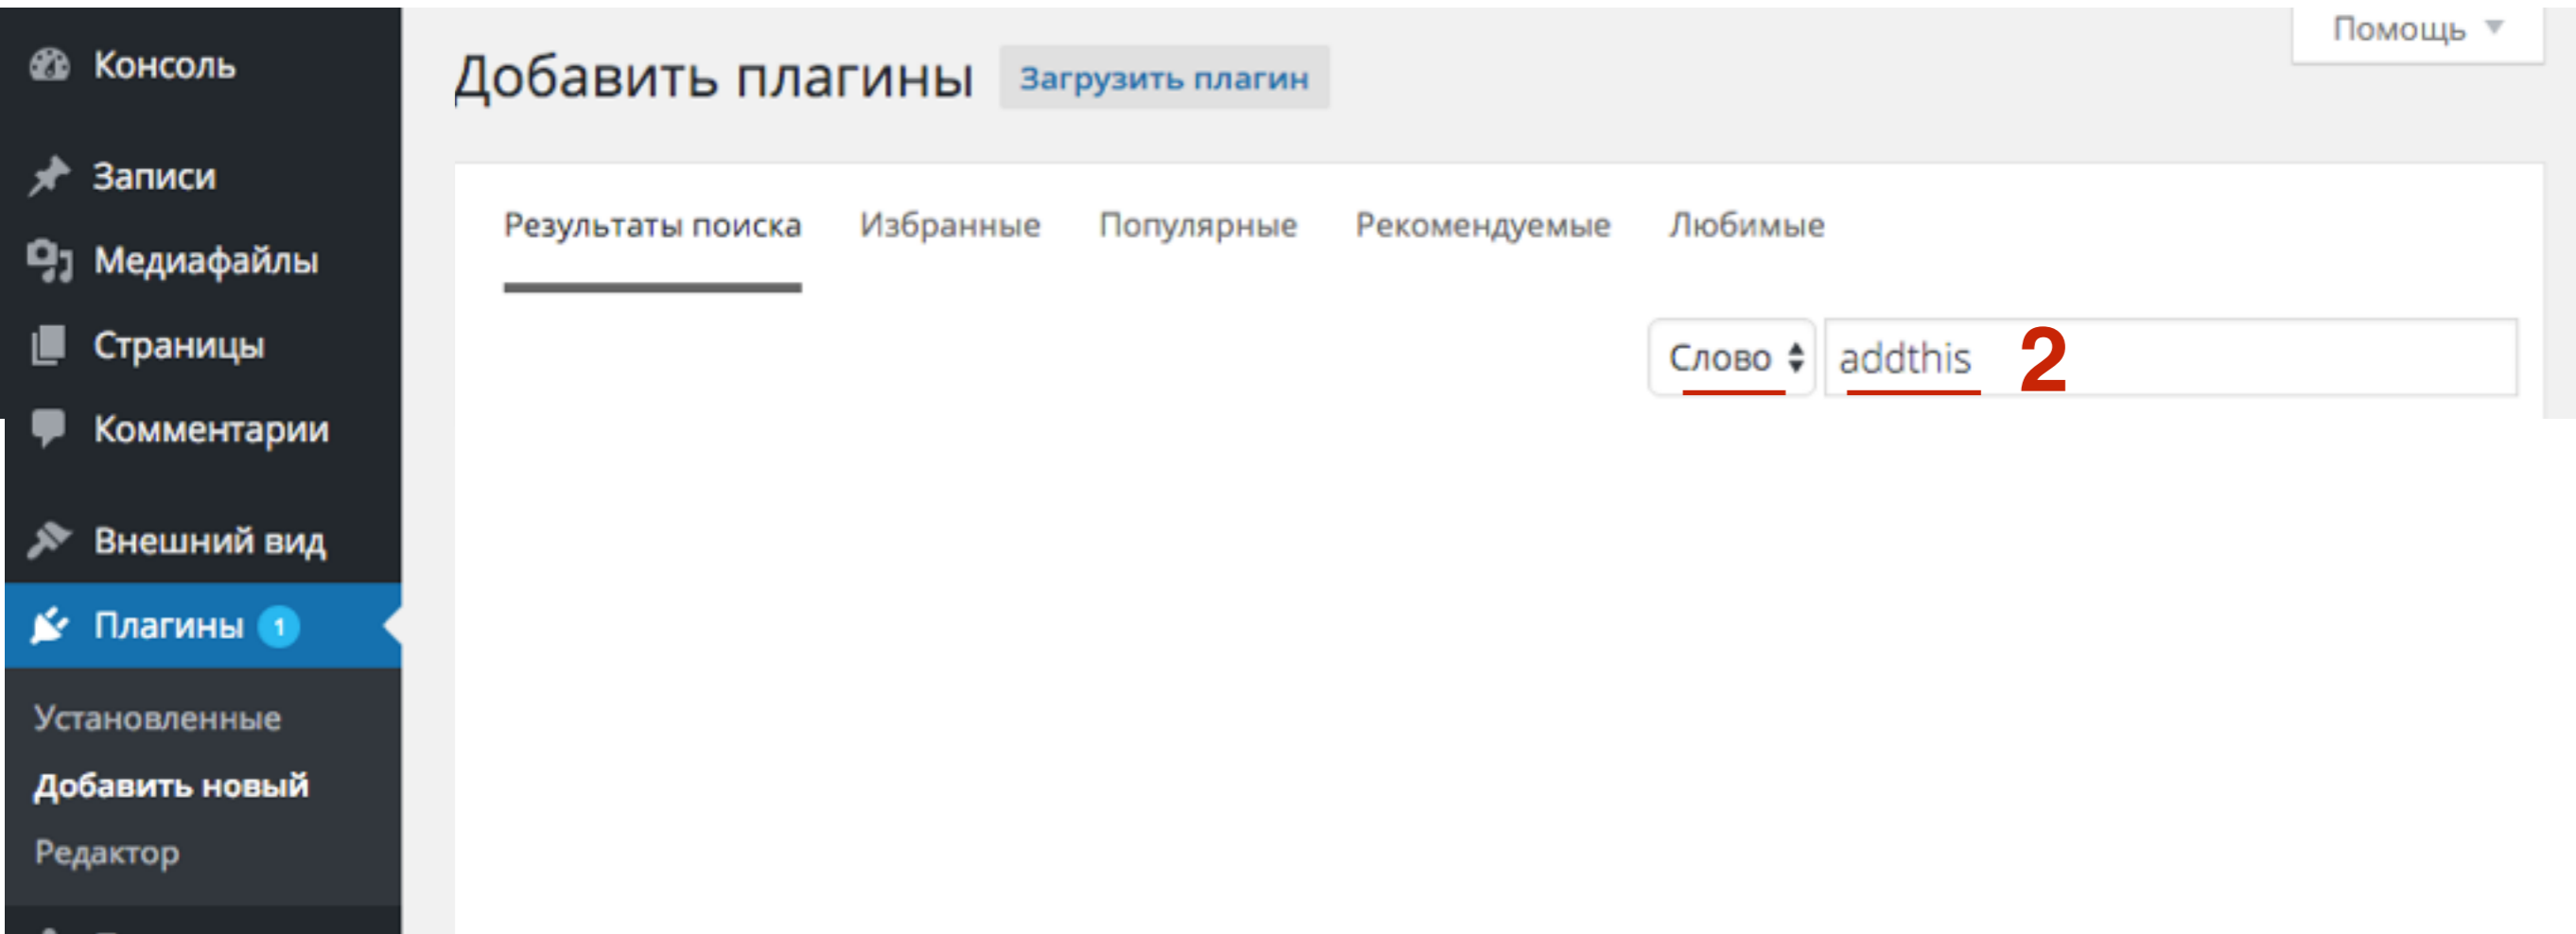 Консоль
Записи
Медиафайлы
Страницы
Комментарии
Внешний вид
Плагины 1
Установленные
Добавить новый
Редактор
Помощь
Добавить плагины Загрузить плагин
Результаты поиска Избранные Популярные Рекомендуемые Любимые
Слово addthis 2